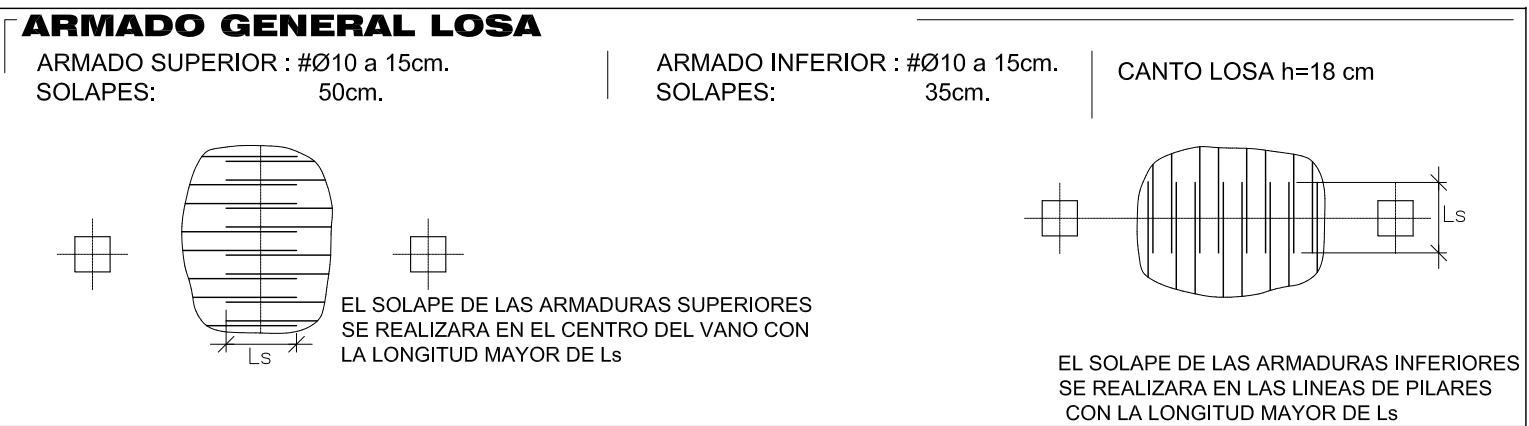 ARMADO GENERAL LOSA
ARMADO SUPERIOR : #Ø10 a 15cm.
SOLAPES: 50cm.
ARMADO INFERIOR : #Ø10 a 15cm.
SOLAPES: 35cm.
CANTO LOSA h=18 cm
Ls
EL SOLAPE DE LAS ARMADURAS SUPERIORES
SE REALIZARA EN EL CENTRO DEL VANO CON
LA LONGITUD MAYOR DE Ls
Ls
EL SOLAPE DE LAS ARMADURAS INFERIORES
SE REALIZARA EN LAS LINEAS DE PILARES
CON LA LONGITUD MAYOR DE Ls